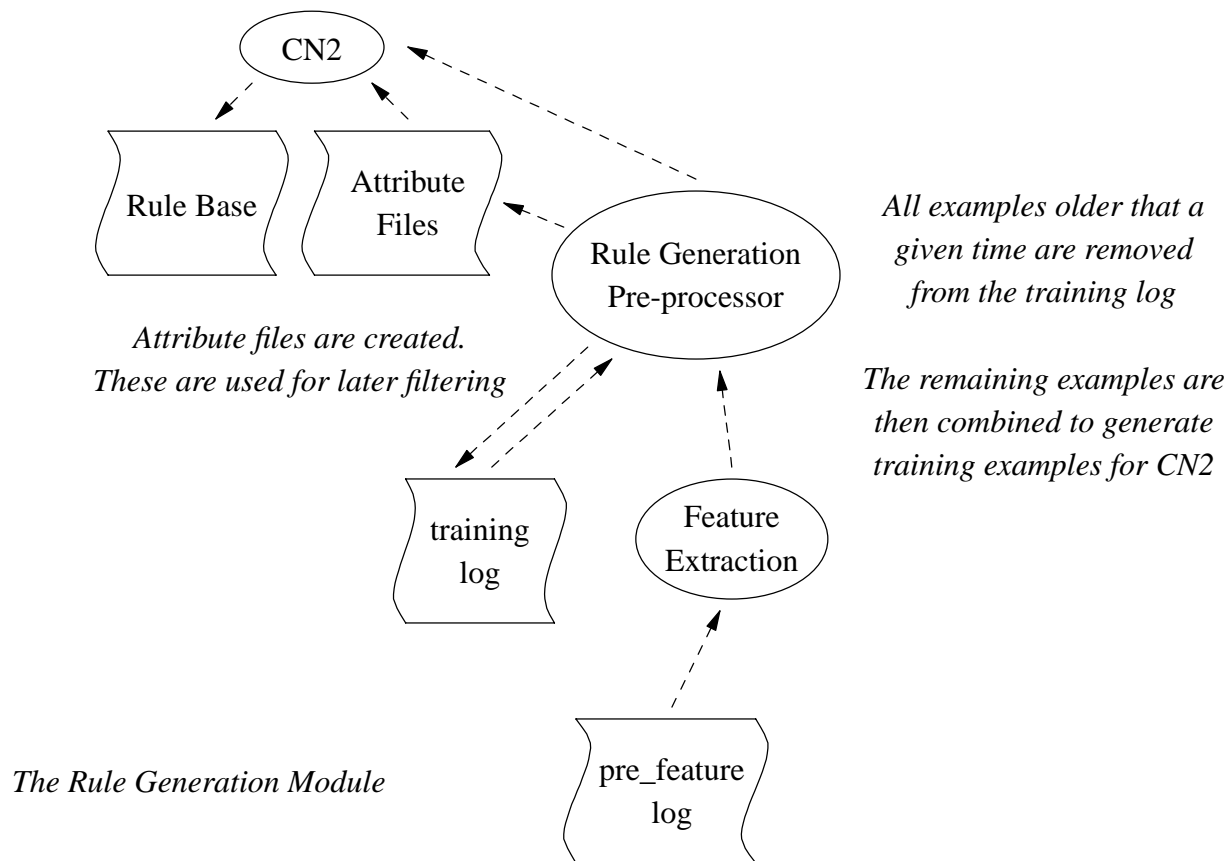 CN2
Rule Base
Attribute
Files
Rule Generation
Pre-processor
All examples older that a
given time are removed
from the training log
Attribute files are created.
These are used for later filtering
The remaining examples are
then combined to generate
training examples for CN2
training
log
Feature
Extraction
The Rule Generation Module
pre_feature
log